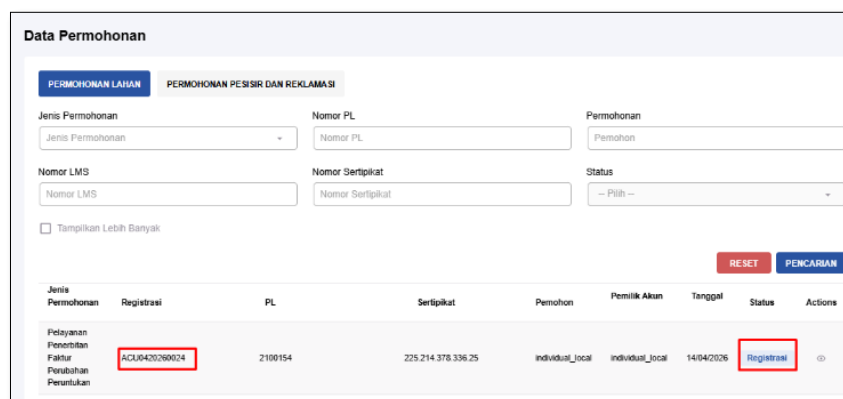 Data Permohonan
PERMOHONAN LAHAN PERMOHONAN PESISIR DAN REKLAMASI
Jenis Permohonan Nomor PL Permohonan
Jenis Permohonan Nomor PL Pemohon
Nomor LMS Nomor Sertipikat Status
Nomor LMS Nomor Sertipikat -- Pilih --
Tampilkan Lebih Banyak
RESET PENCARIAN
Jenis
Permohonan Registrasi PL Sertipikat Pemohon Pemilik Akun Tanggal Status Actions
Pelayanan
Penerbitan
Faktur
Perubahan
Peruntukan
ACU0420260024 2100154 225.214.378.336.25 individual_local individual_local 14/04/2026 Registrasi